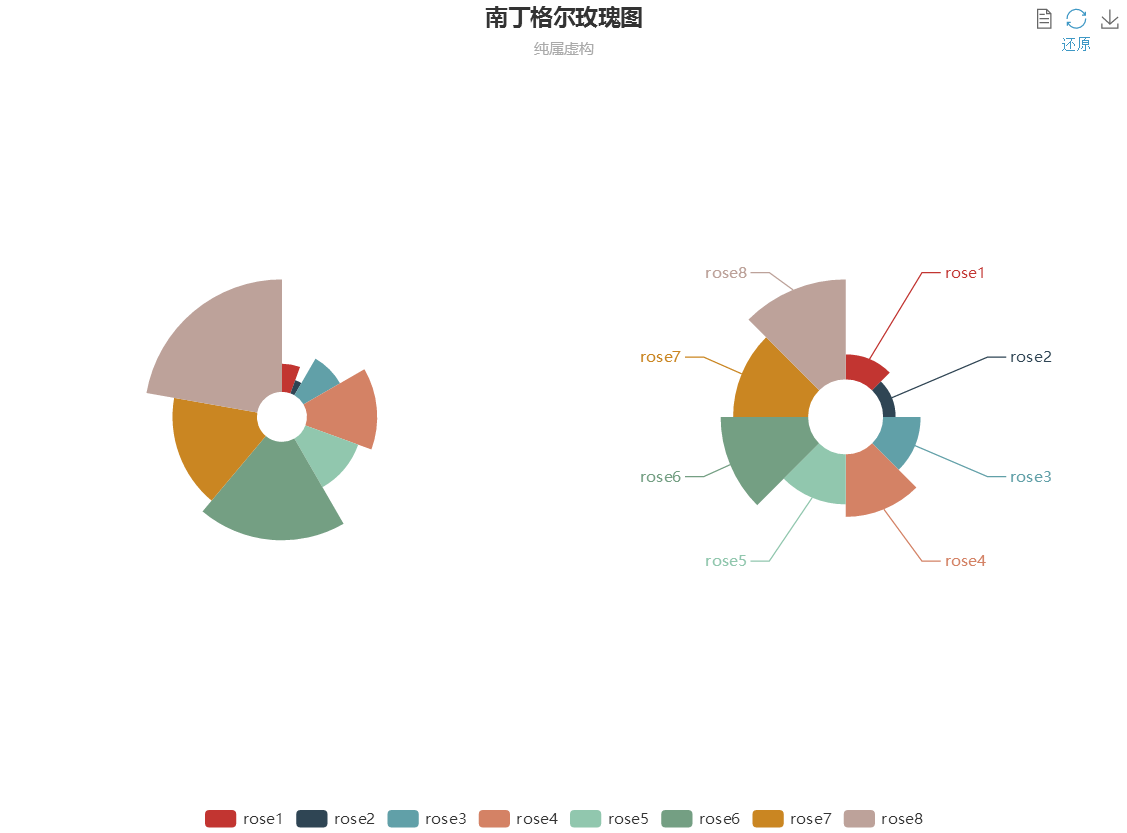 南丁格尔玫瑰图
纯属虚构
还原
rose8
rose1
rose7
rose2
rose6
rose3
rose5
rose4
rose1 rose2 rose3 rose4 rose5 rose6 rose7 rose8